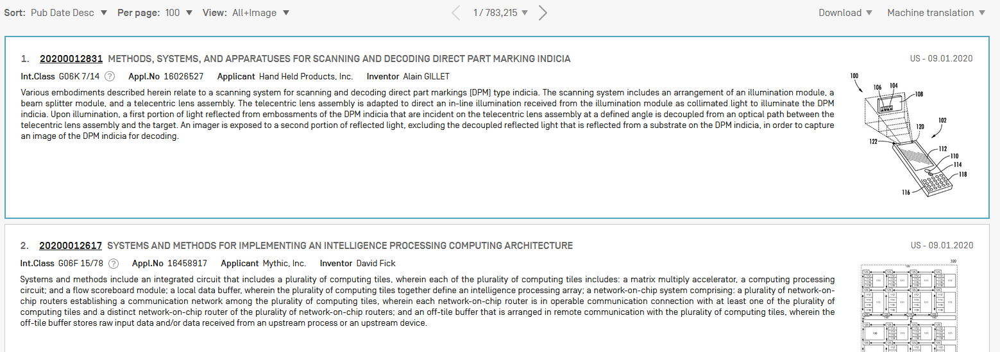 Sort: Pub Date Desc ▼ Per page: 100 ▼ View: All+Image ▼ 1 / 783,215 ▼ Download ▼ Machine translation ▼
1. 20200012831 METHODS, SYSTEMS, AND APPARATUSES FOR SCANNING AND DECODING DIRECT PART MARKING INDICIA US - 09.01.2020
Int.Class G06K 7/14 ? Appl.No 16026527 Applicant Hand Held Products, Inc. Inventor Alain GILLET
Various embodiments described herein relate to a scanning system for scanning and decoding direct part markings (DPM) type indicia. The scanning system includes an arrangement of an illumination module, a
beam splitter module, and a telecentric lens assembly. The telecentric lens assembly is adapted to direct an in-line illumination received from the illumination module as collimated light to illuminate the DPM
indicia. Upon illumination, a first portion of light reflected from embossments of the DPM indicia that are incident on the telecentric lens assembly at a defined angle is decoupled from an optical path between the
telecentric lens assembly and the target. An imager is exposed to a second portion of reflected light, excluding the decoupled reflected light that is reflected from a substrate on the DPM indicia, in order to capture
an image of the DPM indicia for decoding.
100
106 104
108
102
120
122
112
110
114
118
116
2. 20200012617 SYSTEMS AND METHODS FOR IMPLEMENTING AN INTELLIGENCE PROCESSING COMPUTING ARCHITECTURE US - 09.01.2020
Int.Class G06F 15/78 ? Appl.No 16458917 Applicant Mythic, Inc. Inventor David Fick
Systems and methods include an integrated circuit that includes a plurality of computing tiles, wherein each of the plurality of computing tiles includes: a matrix multiply accelerator, a computing processing
circuit; and a flow scoreboard module; a local data buffer, wherein the plurality of computing tiles together define an intelligence processing array; a network-on-chip system comprising: a plurality of network-on-
chip routers establishing a communication network among the plurality of computing tiles, wherein each network-on-chip router is in operable communication connection with at least one of the plurality of
computing tiles and a distinct network-on-chip router of the plurality of network-on-chip routers; and an off-tile buffer that is arranged in remote communication with the plurality of computing tiles, wherein the
off-tile buffer stores raw input data and/or data received from an upstream process or an upstream device.
100